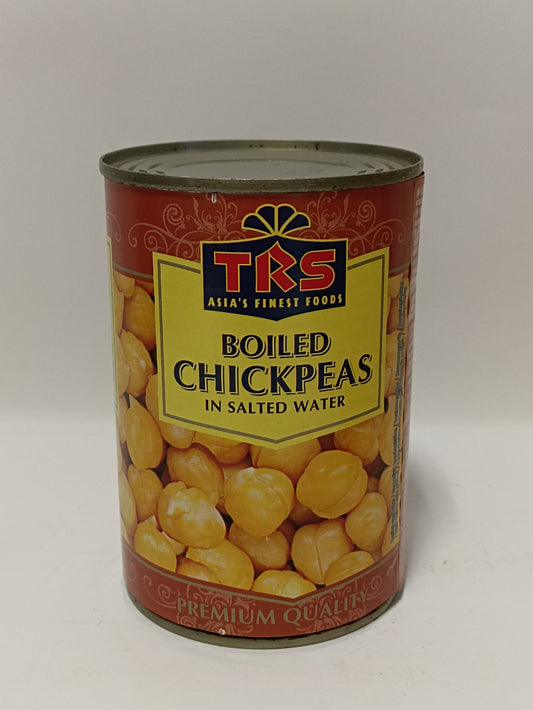 TRS
ASIA'S FINEST FOODS
BOILED
CHICKPEAS
IN SALTED WATER
PREMIUM QUALITY